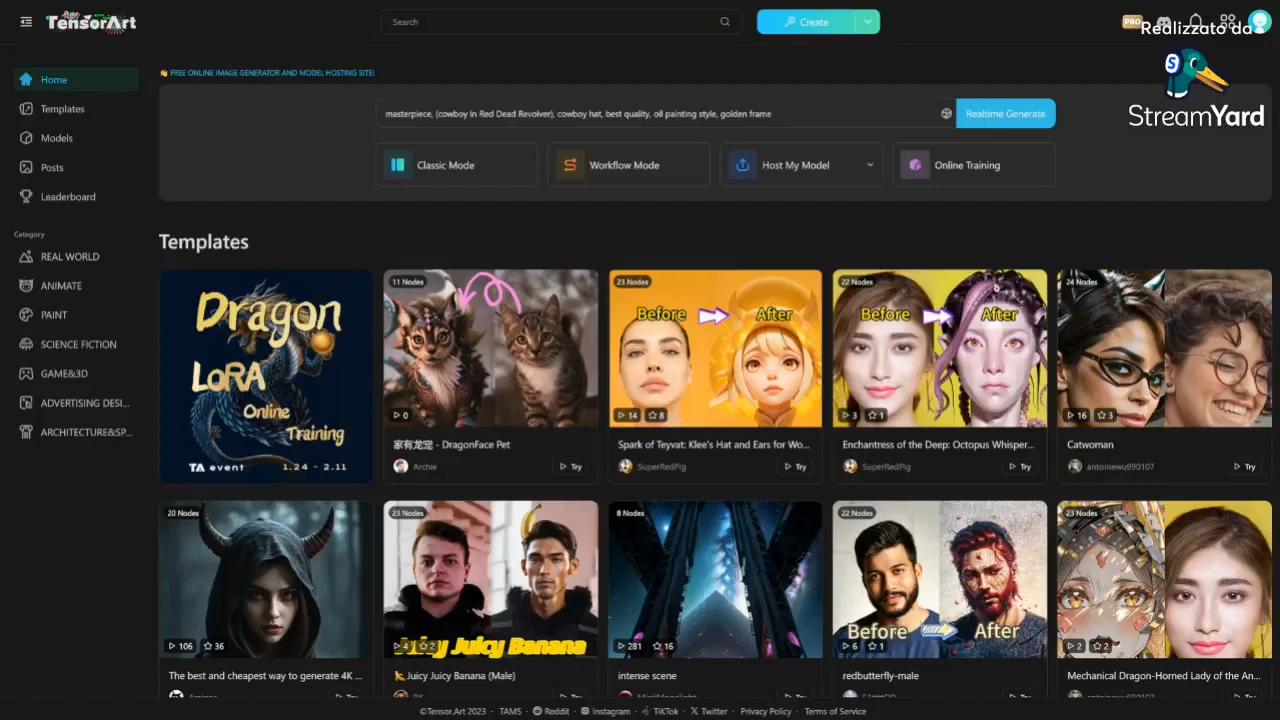 TensorArt
Search
Create
PRO
Realizzato da
StreamYard
Home
Templates
Models
Posts
Leaderboard
Category
REAL WORLD
ANIMATE
PAINT
SCIENCE FICTION
GAME&3D
ADVERTISING DESI...
ARCHITECTURE&SP...
FREE ONLINE IMAGE GENERATOR AND MODEL HOSTING SITE!
masterpiece, (cowboy in Red Dead Revolver), cowboy hat, best quality, oil painting style, golden frame
Realtime Generate
Classic Mode
Workflow Mode
Host My Model
Online Training
Templates
Dragon
LoRA
Online
Training
TA event
1.24 - 2.11
11 Nodes
0
家有龙宠 - DragonFace Pet
Archie
Try
23 Nodes
Before
After
14 8
Spark of Teyvat: Klee's Hat and Ears for Wo...
SuperRedPig
Try
22 Nodes
Before
After
3 1
Enchantress of the Deep: Octopus Whisper...
SuperRedPig
Try
24 Nodes
16 3
Catwoman
antoinewu990107
Try
20 Nodes
106 36
The best and cheapest way to generate 4K ...
Try
23 Nodes
Juicy Juicy Banana
4 2
Juicy Juicy Banana (Male)
Try
8 Nodes
281 16
intense scene
Try
22 Nodes
Before
After
6 1
redbutterfly-male
Try
23 Nodes
2 2
Mechanical Dragon-Horned Lady of the An...
antoinewu990107
Try
©Tensor.Art 2023 · TAMS · Reddit · Instagram · TikTok · Twitter · Privacy Policy · Terms of Service